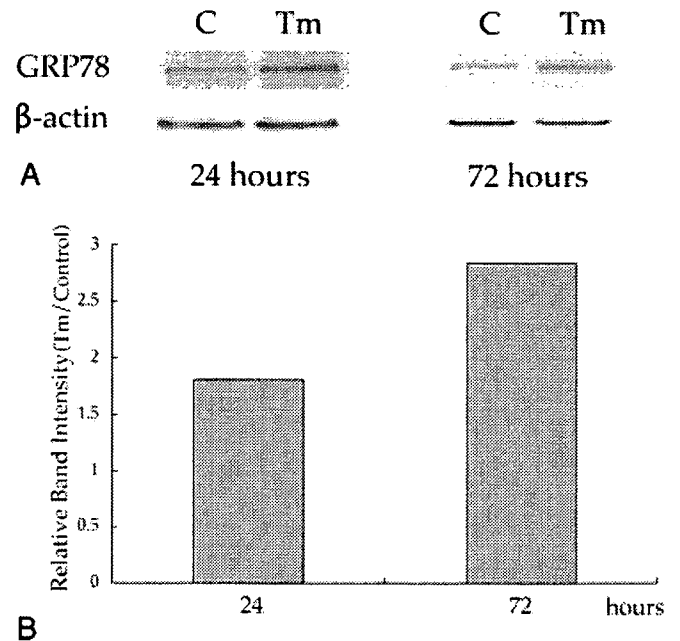 C Tm C Tm
GRP78
β-actin
A 24 hours 72 hours
Relative Band Intensity (Tm/Control)
3
2.5
2
1.5
1
0.5
0
24 72 hours
B